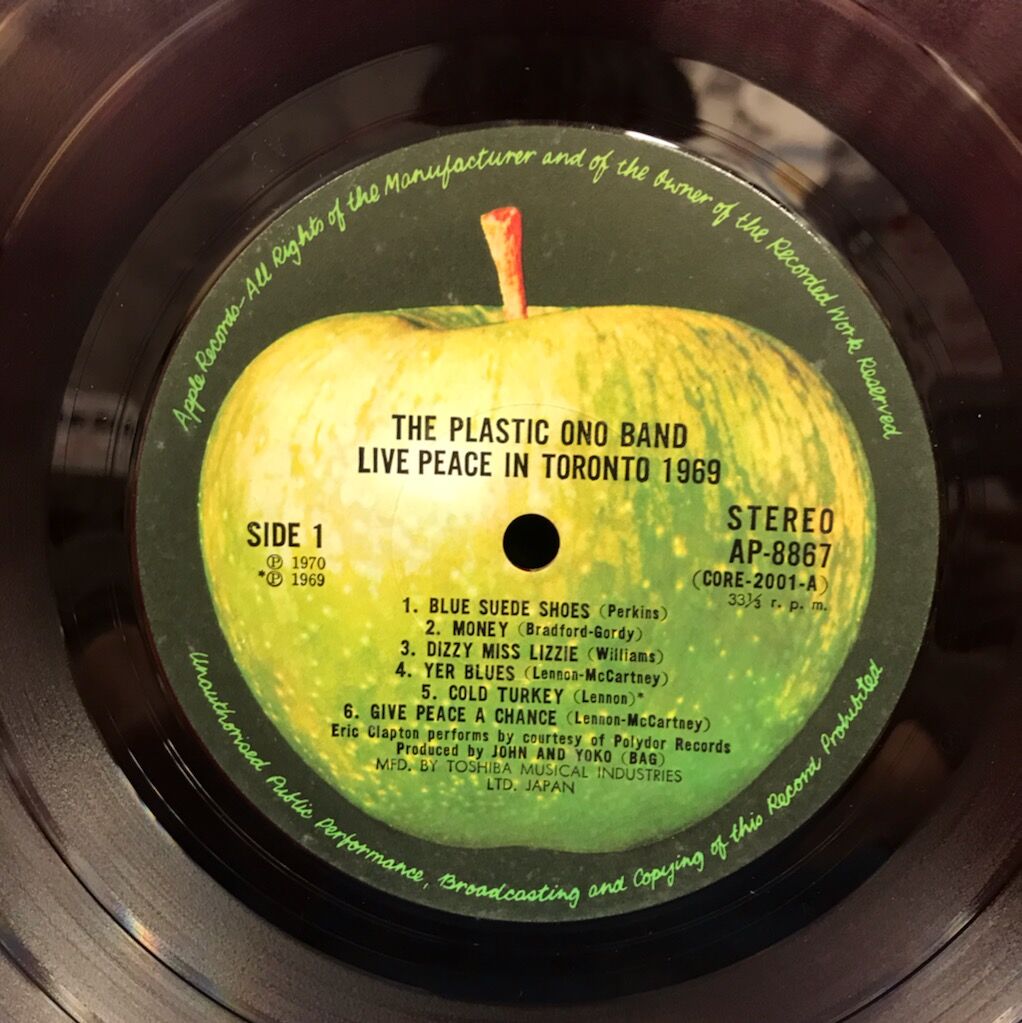 Apple Records-All Rights of the Manufacturer and of the Owner of the Recorded Work Reserved
THE PLASTIC ONO BAND
LIVE PEACE IN TORONTO 1969
SIDE 1
℗ 1970
*℗ 1969
STEREO
AP-8867
(CORE-2001-A)
33⅓ r. p. m.
1. BLUE SUEDE SHOES (Perkins)
2. MONEY (Bradford-Gordy)
3. DIZZY MISS LIZZIE (Williams)
4. YER BLUES (Lennon-McCartney)
5. COLD TURKEY (Lennon)*
6. GIVE PEACE A CHANCE (Lennon-McCartney)
Eric Clapton performs by courtesy of Polydor Records
Produced by JOHN AND YOKO (BAG)
MFD. BY TOSHIBA MUSICAL INDUSTRIES
LTD. JAPAN
Unauthorised Public Performance, Broadcasting and Copying of this Record Prohibited